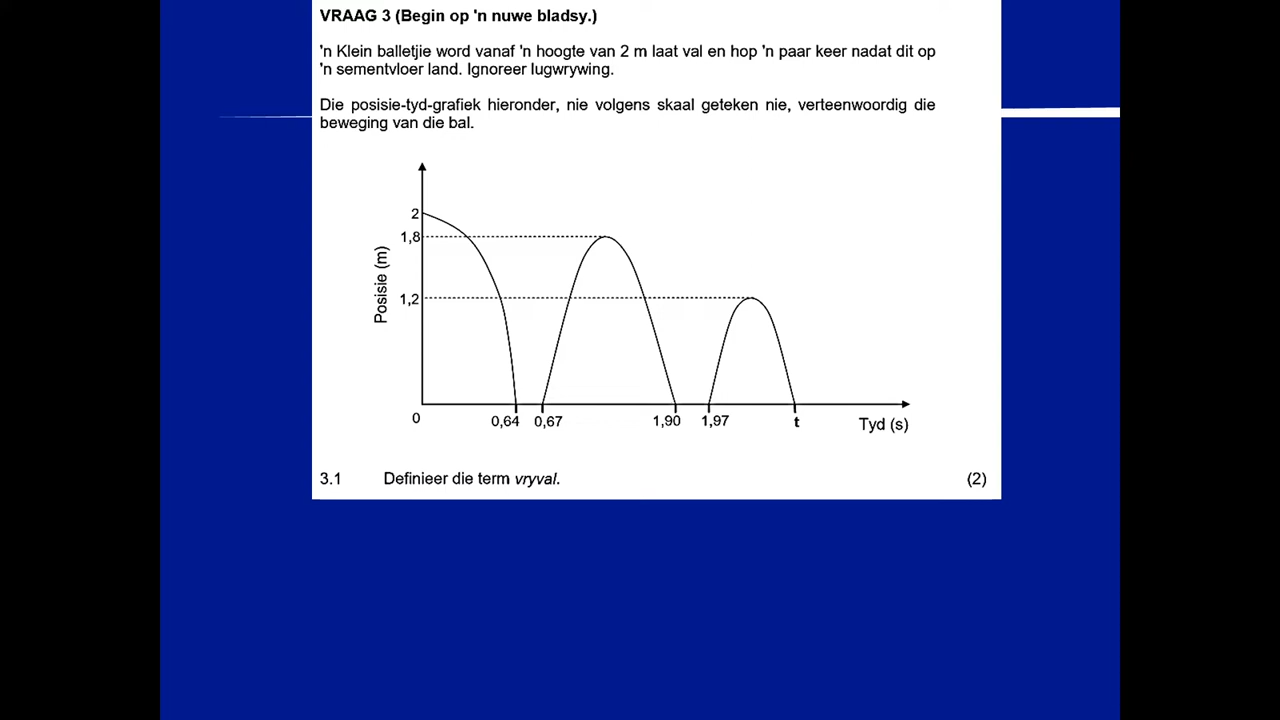 VRAAG 3 (Begin op 'n nuwe bladsy.)
'n Klein balletjie word vanaf 'n hoogte van 2 m laat val en hop 'n paar keer nadat dit op
'n sementvloer land. Ignoreer lugwrywing.
Die posisie-tyd-grafiek hieronder, nie volgens skaal geteken nie, verteenwoordig die
beweging van die bal.
2
1,8
1,2
Posisie (m)
0
0,64
0,67
1,90
1,97
t
Tyd (s)
3.1 Definieer die term vryval. (2)